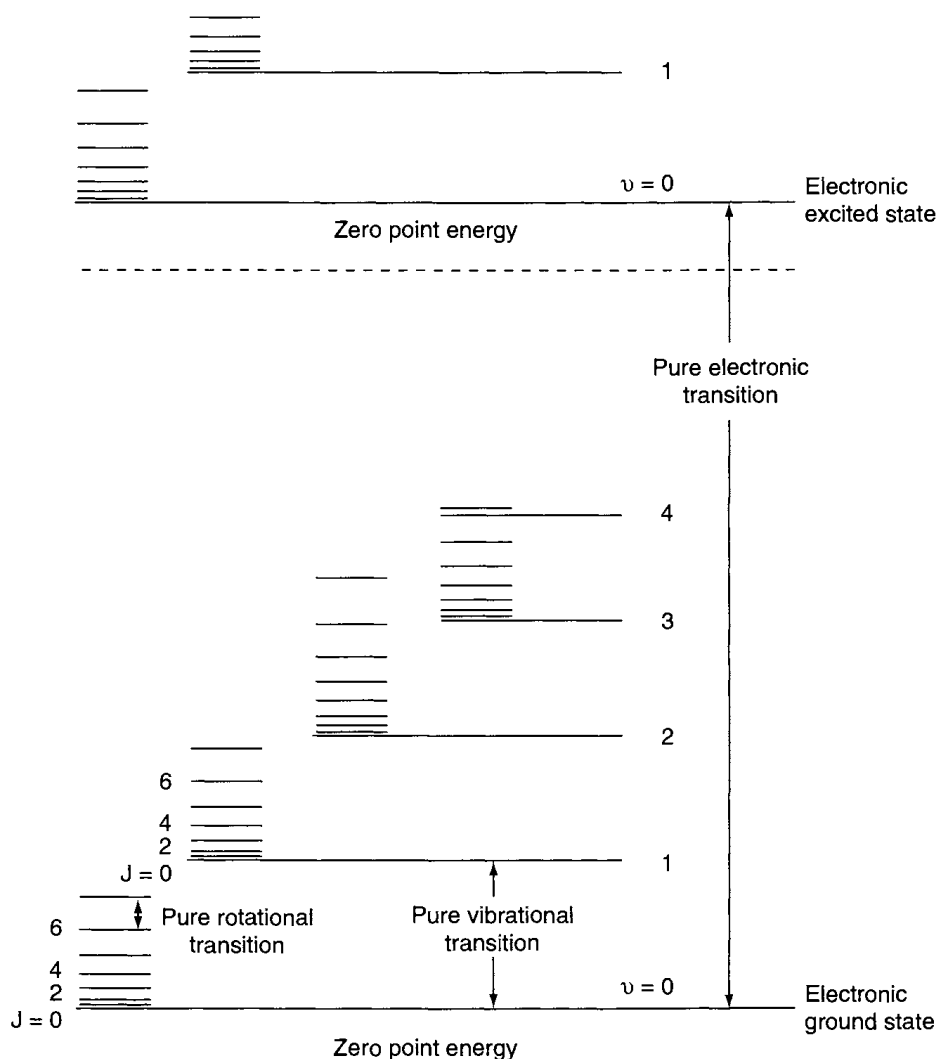 1
υ = 0
Electronic
excited state
Zero point energy
Pure electronic
transition
4
3
2
6
4
2
J = 0
1
6
Pure rotational
transition
Pure vibrational
transition
4
2
J = 0
υ = 0
Electronic
ground state
Zero point energy